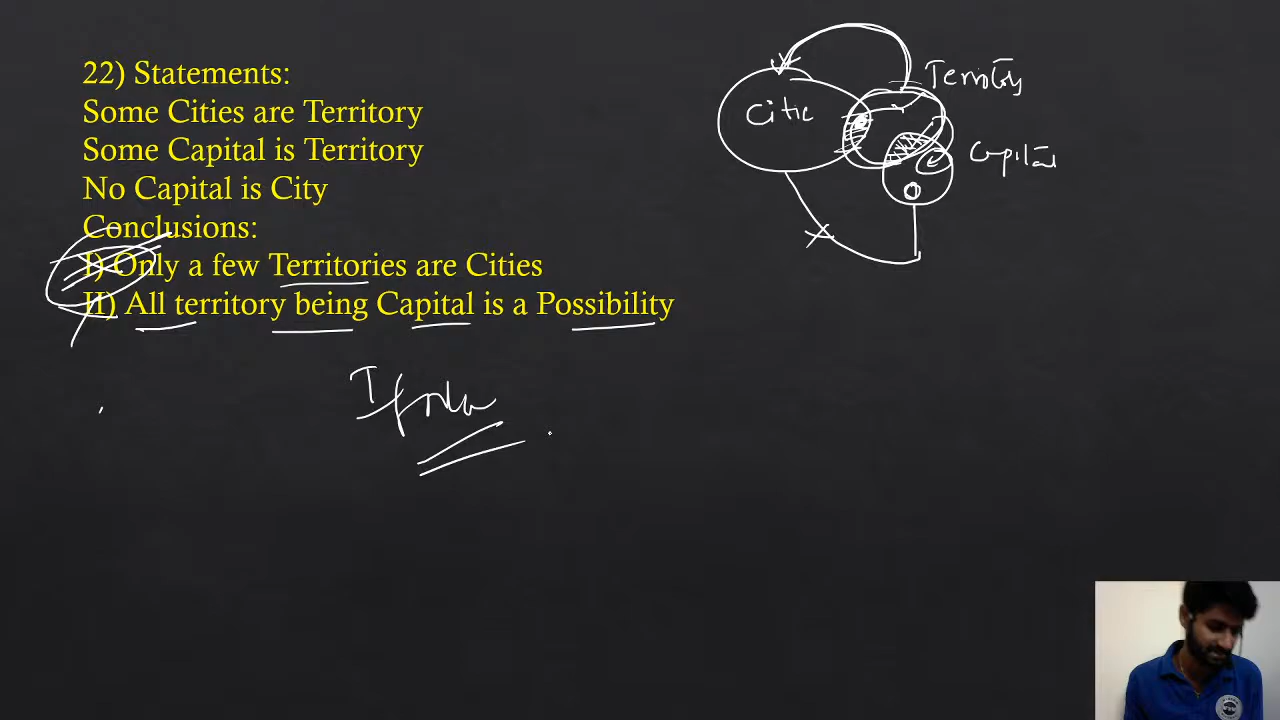 22) Statements:
Some Cities are Territory
Some Capital is Territory
No Capital is City
Conclusions:
I) Only a few Territories are Cities
II) All territory being Capital is a Possibility
Territory
Citie
Capital